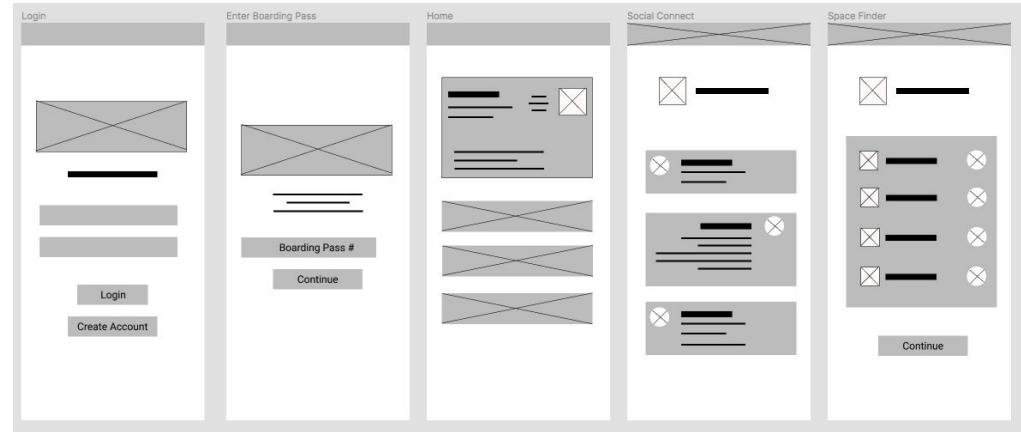 Login
Enter Boarding Pass
Home
Social Connect
Space Finder
Login
Create Account
Boarding Pass #
Continue
Continue